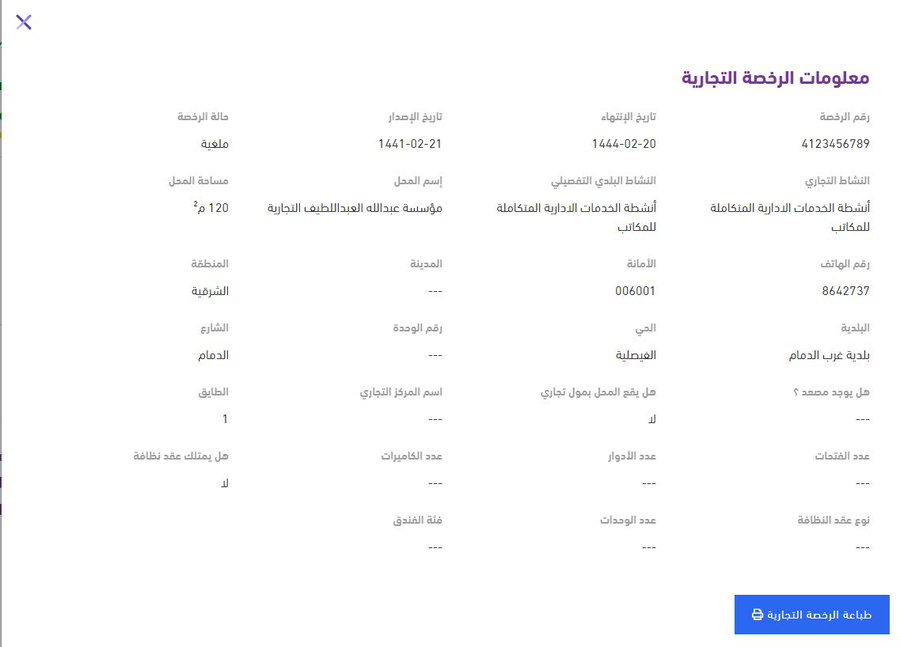 معلومات الرخصة التجارية
رقم الرخصة
تاريخ الإنتهاء
تاريخ الإصدار
حالة الرخصة
4123456789
1444-02-20
1441-02-21
ملغية
النشاط التجاري
النشاط البلدي التفصيلي
إسم المحل
مساحة المحل
أنشطة الخدمات الادارية المتكاملة
للمكاتب
أنشطة الخدمات الادارية المتكاملة
للمكاتب
مؤسسة عبدالله العبداللطيف التجارية
120 م²
رقم الهاتف
الأمانة
المدينة
المنطقة
8642737
006001
---
الشرقية
البلدية
الحي
رقم الوحدة
الشارع
بلدية غرب الدمام
الفيصلية
---
الدمام
هل يوجد مصعد ؟
هل يقع المحل بمول تجاري
اسم المركز التجاري
الطابق
---
لا
---
1
عدد الفتحات
عدد الأدوار
عدد الكاميرات
هل يمتلك عقد نظافة
---
---
---
لا
نوع عقد النظافة
عدد الوحدات
فئة الفندق
---
---
---
طباعة الرخصة التجارية